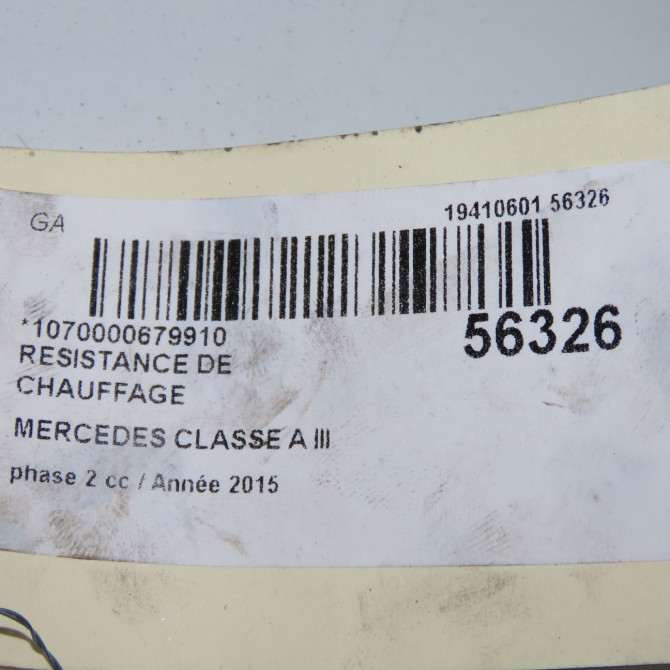 GA
19410601 56326
*1070000679910
56326
RESISTANCE DE
CHAUFFAGE
MERCEDES CLASSE A III
phase 2 cc / Année 2015